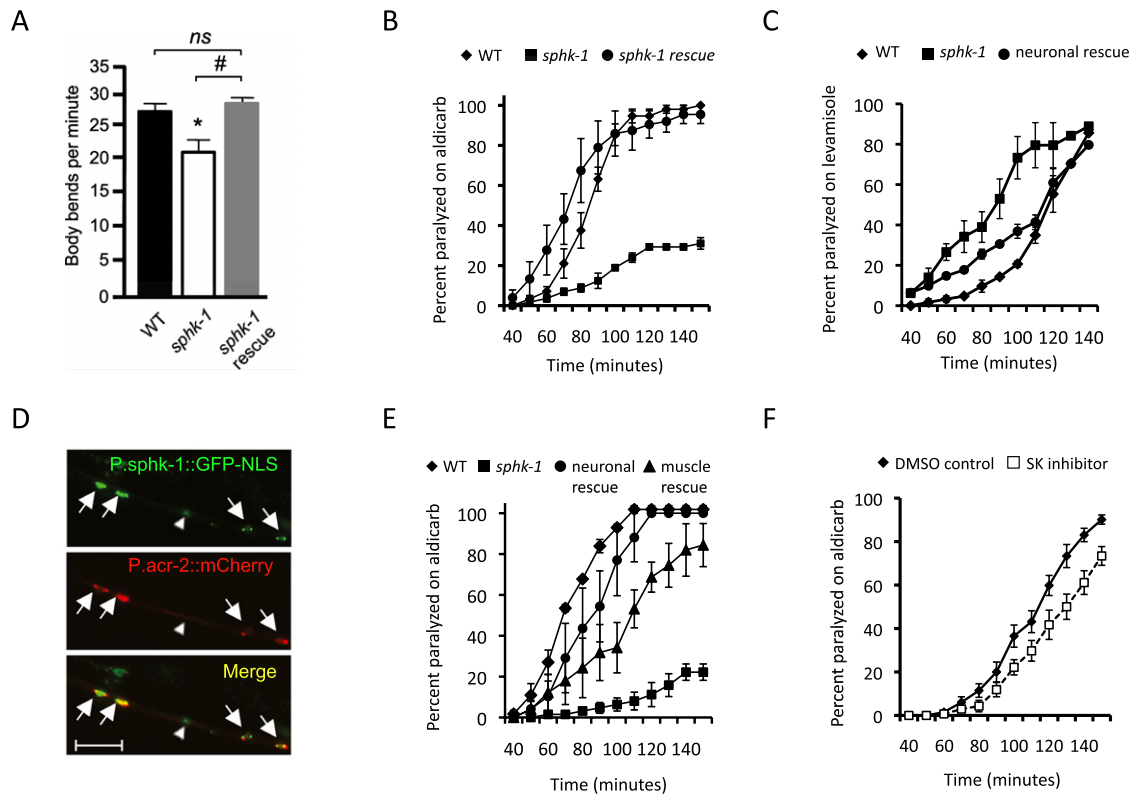 A
ns
#
*
Body bends per minute
35
30
25
20
15
10
5
0
WT
sphk-1
sphk-1
rescue
B
WT sphk-1 sphk-1 rescue
Percent paralyzed on aldicarb
100
80
60
40
20
0
40 60 80 100 120 140
Time (minutes)
C
WT sphk-1 neuronal rescue
Percent paralyzed on levamisole
100
80
60
40
20
0
40 60 80 100 120 140
Time (minutes)
D
P.sphk-1::GFP-NLS
P.acr-2::mCherry
Merge
E
WT sphk-1 neuronal muscle
rescue rescue
Percent paralyzed on aldicarb
100
80
60
40
20
0
40 60 80 100 120 140
Time (minutes)
F
DMSO control SK inhibitor
Percent paralyzed on aldicarb
100
80
60
40
20
0
40 60 80 100 120 140
Time (minutes)